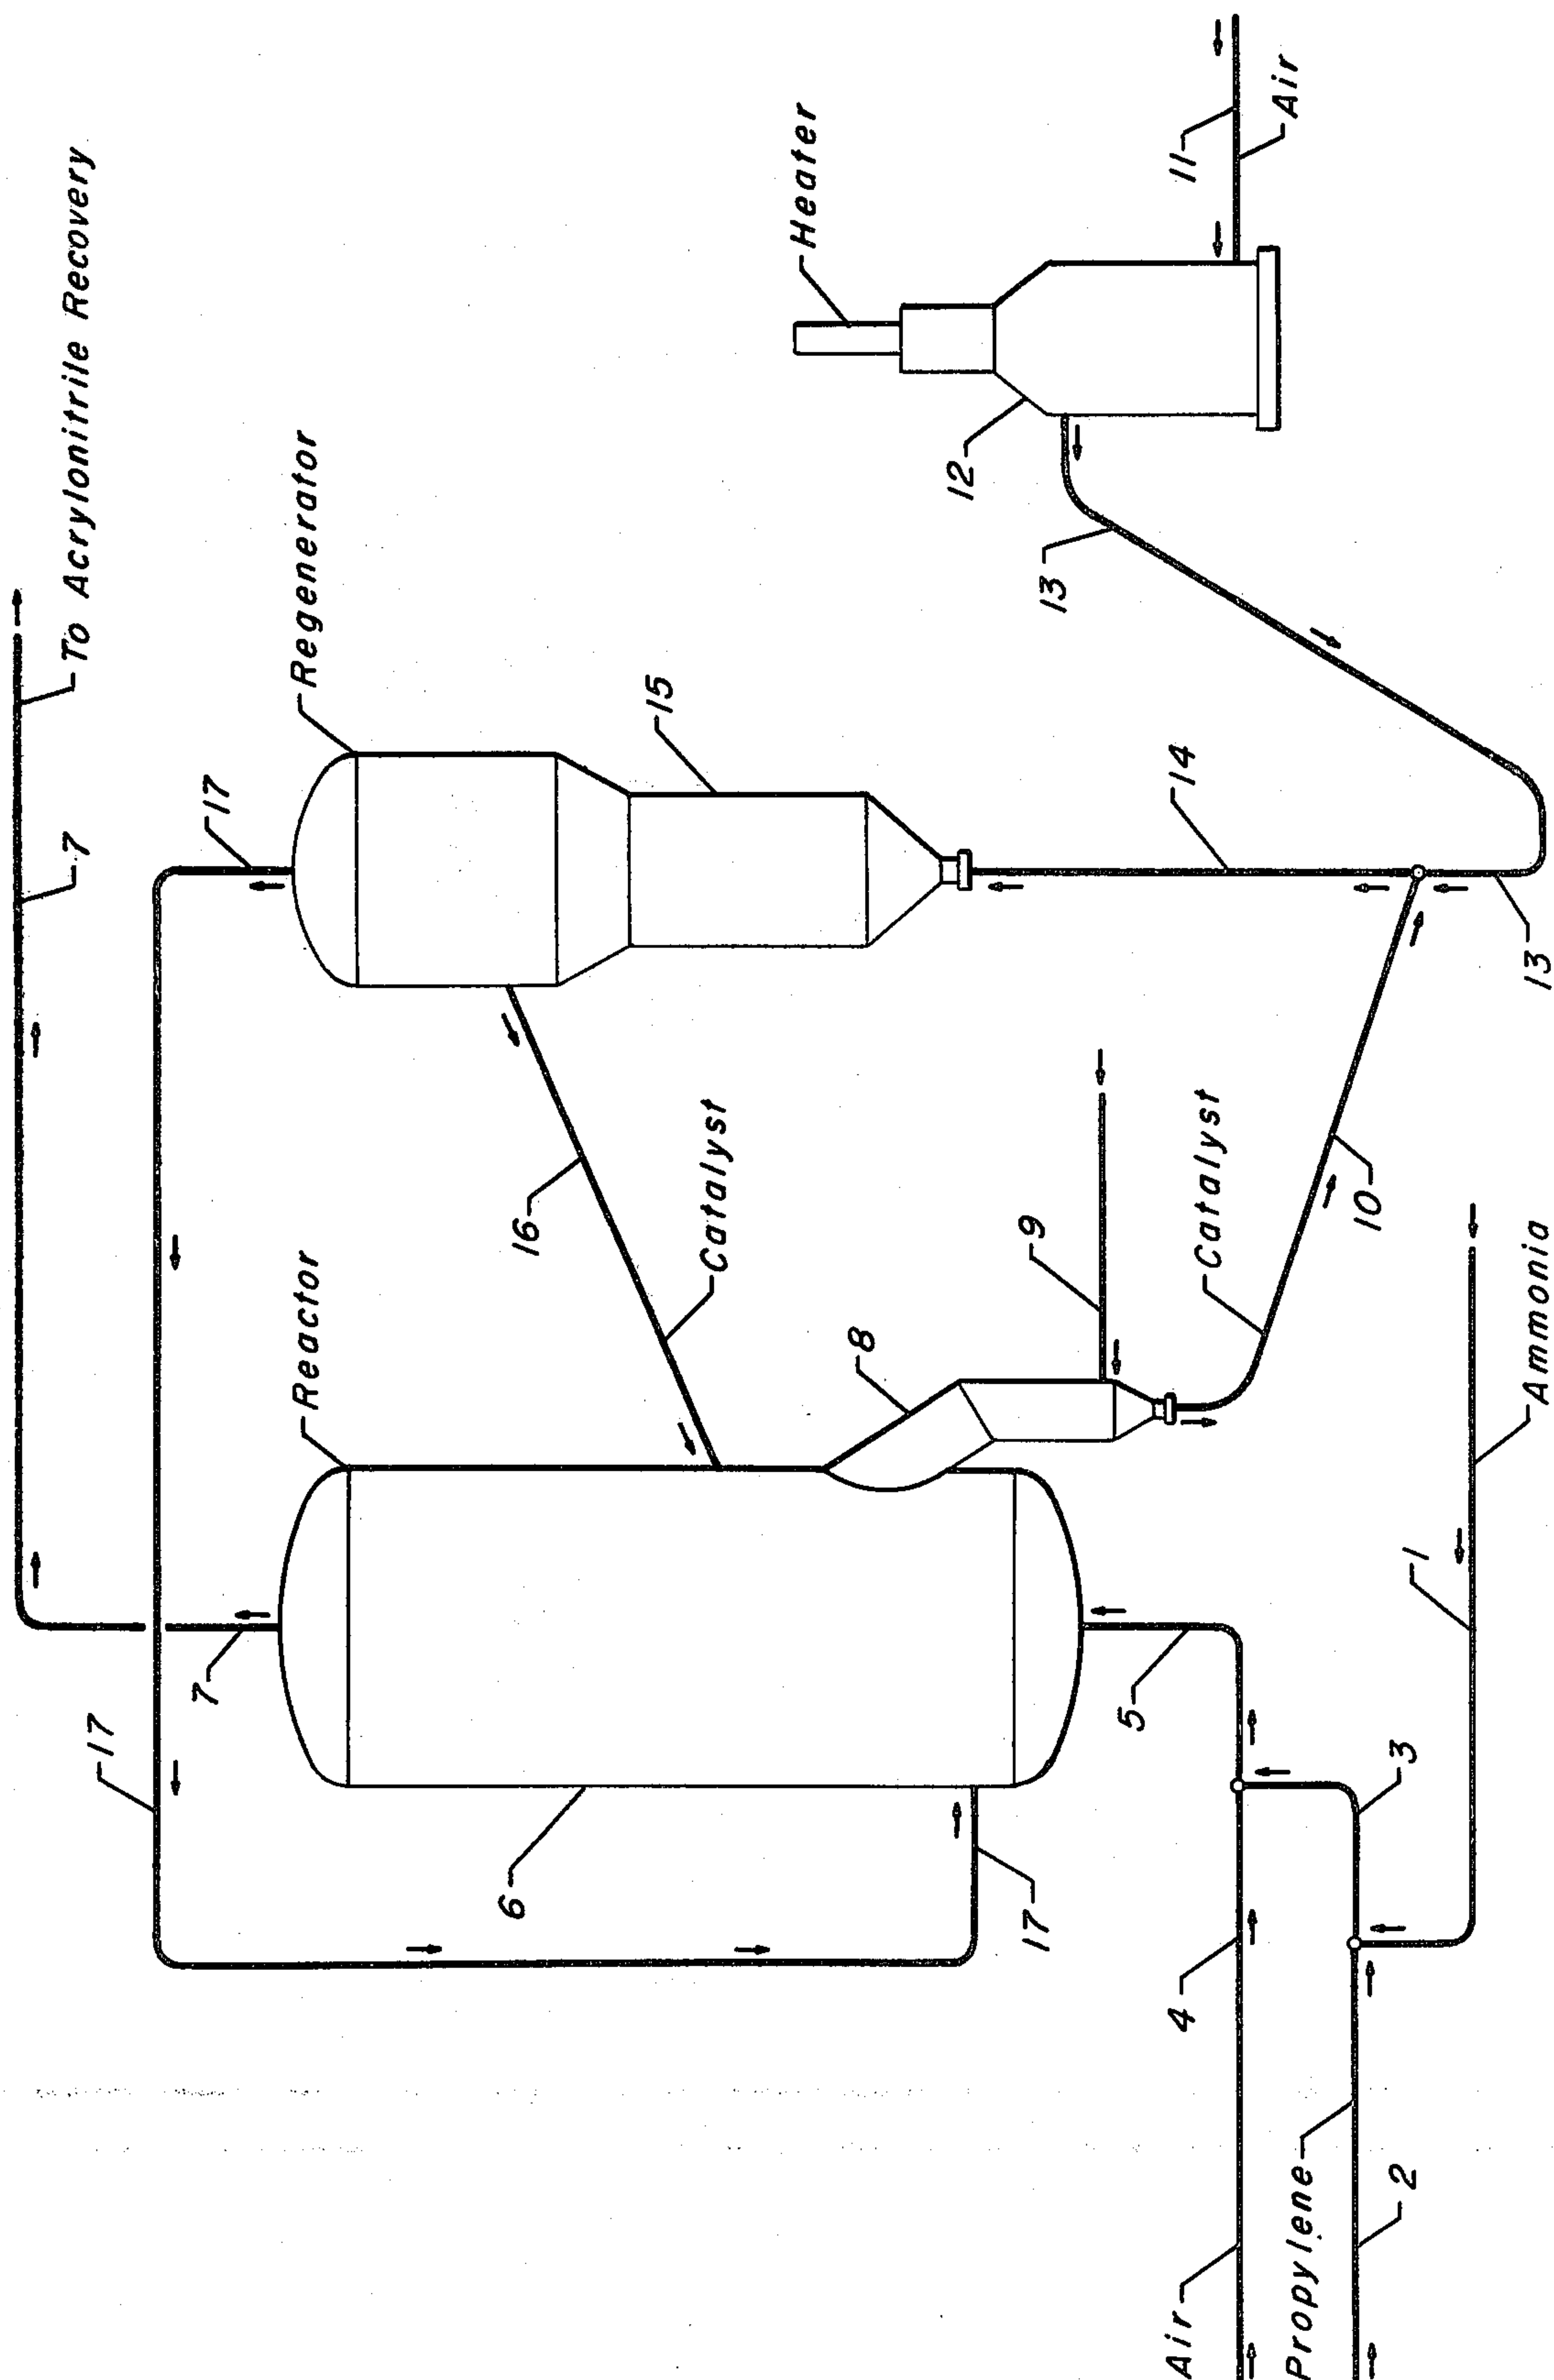 To Acrylonitrile Recovery
7
17
Regenerator
15
Heater
11
Air
12
13
14
13
16
Catalyst
Reactor
17
7
8
9
Catalyst
10
6
17
5
1
Ammonia
3
4
Air
Propylene
2